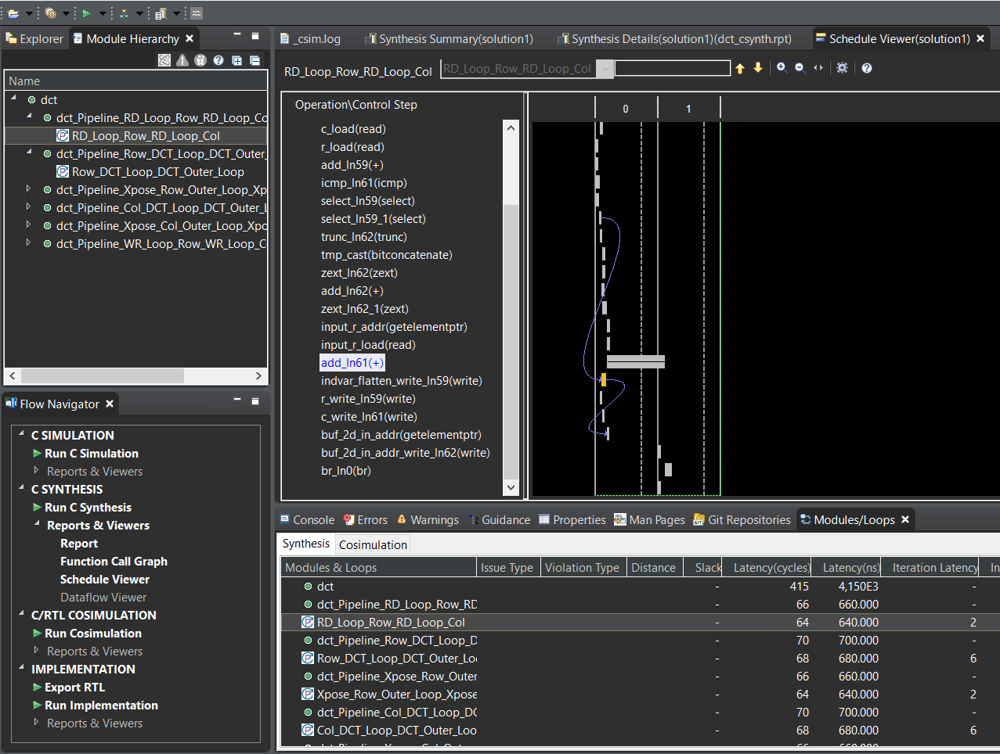 Explorer
Module Hierarchy
Name
dct
dct_Pipeline_RD_Loop_Row_RD_Loop_Co
RD_Loop_Row_RD_Loop_Col
dct_Pipeline_Row_DCT_Loop_DCT_Outer_
Row_DCT_Loop_DCT_Outer_Loop
dct_Pipeline_Xpose_Row_Outer_Loop_Xp
dct_Pipeline_Col_DCT_Loop_DCT_Outer_L
dct_Pipeline_Xpose_Col_Outer_Loop_Xpo
dct_Pipeline_WR_Loop_Row_WR_Loop_C
Flow Navigator
C SIMULATION
Run C Simulation
Reports & Viewers
C SYNTHESIS
Run C Synthesis
Reports & Viewers
Report
Function Call Graph
Schedule Viewer
Dataflow Viewer
C/RTL COSIMULATION
Run Cosimulation
Reports & Viewers
IMPLEMENTATION
Export RTL
Run Implementation
Reports & Viewers
_csim.log
Synthesis Summary(solution1)
Synthesis Details(solution1)(dct_csynth.rpt)
Schedule Viewer(solution1)
RD_Loop_Row_RD_Loop_Col
RD_Loop_Row_RD_Loop_Col
Operation\Control Step
0
1
c_load(read)
r_load(read)
add_ln59(+)
icmp_ln61(icmp)
select_ln59(select)
select_ln59_1(select)
trunc_ln62(trunc)
tmp_cast(bitconcatenate)
zext_ln62(zext)
add_ln62(+)
zext_ln62_1(zext)
input_r_addr(getelementptr)
input_r_load(read)
add_ln61(+)
indvar_flatten_write_ln59(write)
r_write_ln59(write)
c_write_ln61(write)
buf_2d_in_addr(getelementptr)
buf_2d_in_addr_write_ln62(write)
br_ln0(br)
Console
Errors
Warnings
Guidance
Properties
Man Pages
GIT
Git Repositories
Modules/Loops
Synthesis
Cosimulation
Modules & Loops Issue Type Violation Type Distance Slack Latency(cycles) Latency(ns) Iteration Latency In
dct - 415 4,150E3 -
dct_Pipeline_RD_Loop_Row_RD - 66 660.000 -
RD_Loop_Row_RD_Loop_Col - 64 640.000 2
dct_Pipeline_Row_DCT_Loop_D - 70 700.000 -
Row_DCT_Loop_DCT_Outer_Lo - 68 680.000 6
dct_Pipeline_Xpose_Row_Outer - 66 660.000 -
Xpose_Row_Outer_Loop_Xpose - 64 640.000 2
dct_Pipeline_Col_DCT_Loop_DC - 70 700.000 -
Col_DCT_Loop_DCT_Outer_Loo - 68 680.000 6